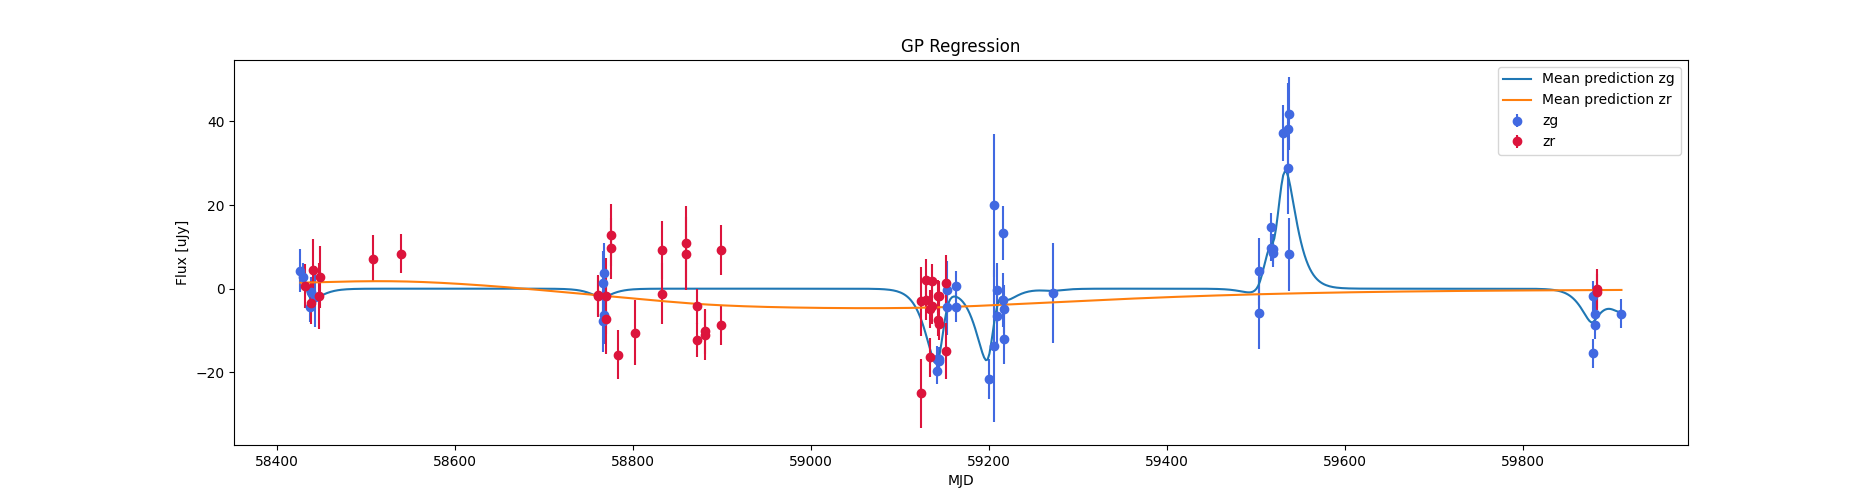 GP Regression
Mean prediction zg
Mean prediction zr
zg
zr
Flux [uJy]
40
20
0
−20
58400
58600
58800
59000
59200
59400
59600
59800
MJD